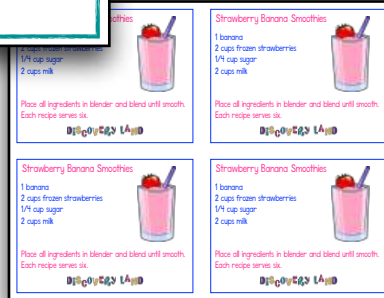 othies
2 cups frozen strawberries
1/4 cup sugar
2 cups milk
Place all ingredients in blender and blend until smooth.
Each recipe serves six.
DISCOVERY LAND
Strawberry Banana Smoothies
1 banana
2 cups frozen strawberries
1/4 cup sugar
2 cups milk
Place all ingredients in blender and blend until smooth.
Each recipe serves six.
DISCOVERY LAND
Strawberry Banana Smoothies
1 banana
2 cups frozen strawberries
1/4 cup sugar
2 cups milk
Place all ingredients in blender and blend until smooth.
Each recipe serves six.
DISCOVERY LAND
Strawberry Banana Smoothies
1 banana
2 cups frozen strawberries
1/4 cup sugar
2 cups milk
Place all ingredients in blender and blend until smooth.
Each recipe serves six.
DISCOVERY LAND